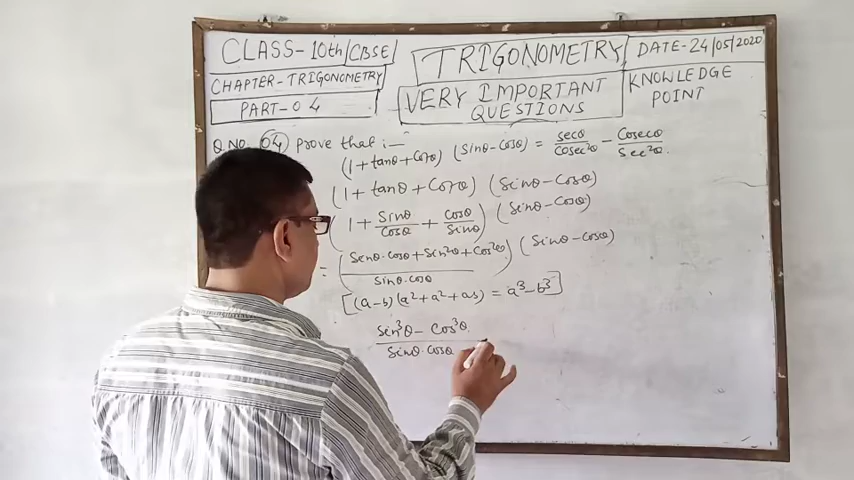 CLASS-10th/CBSE/
CHAPTER-TRIGONOMETRY
PART-04
TRIGONOMETRY
VERY IMPORTANT
QUESTIONS
DATE-24/05/2020
KNOWLEDGE
POINT
Q.NO. 04) Prove that :-
(1+tanθ+Cotθ) (Sinθ-Cosθ) = secθ/Cosec²θ - Cosecθ/Sec²θ.
(1+tanθ+Cotθ) (Sinθ-Cosθ)
(1 + Sinθ/Cosθ + Cosθ/Sinθ) (Sinθ-Cosθ)
= (Senθ·Cosθ+Sin²θ+Cos²θ/Sinθ·Cosθ) (Sinθ-Cosθ)
[(a-b)(a²+a²+ab) = a³-b³]
Sin³θ - Cos³θ/Sinθ·Cosθ